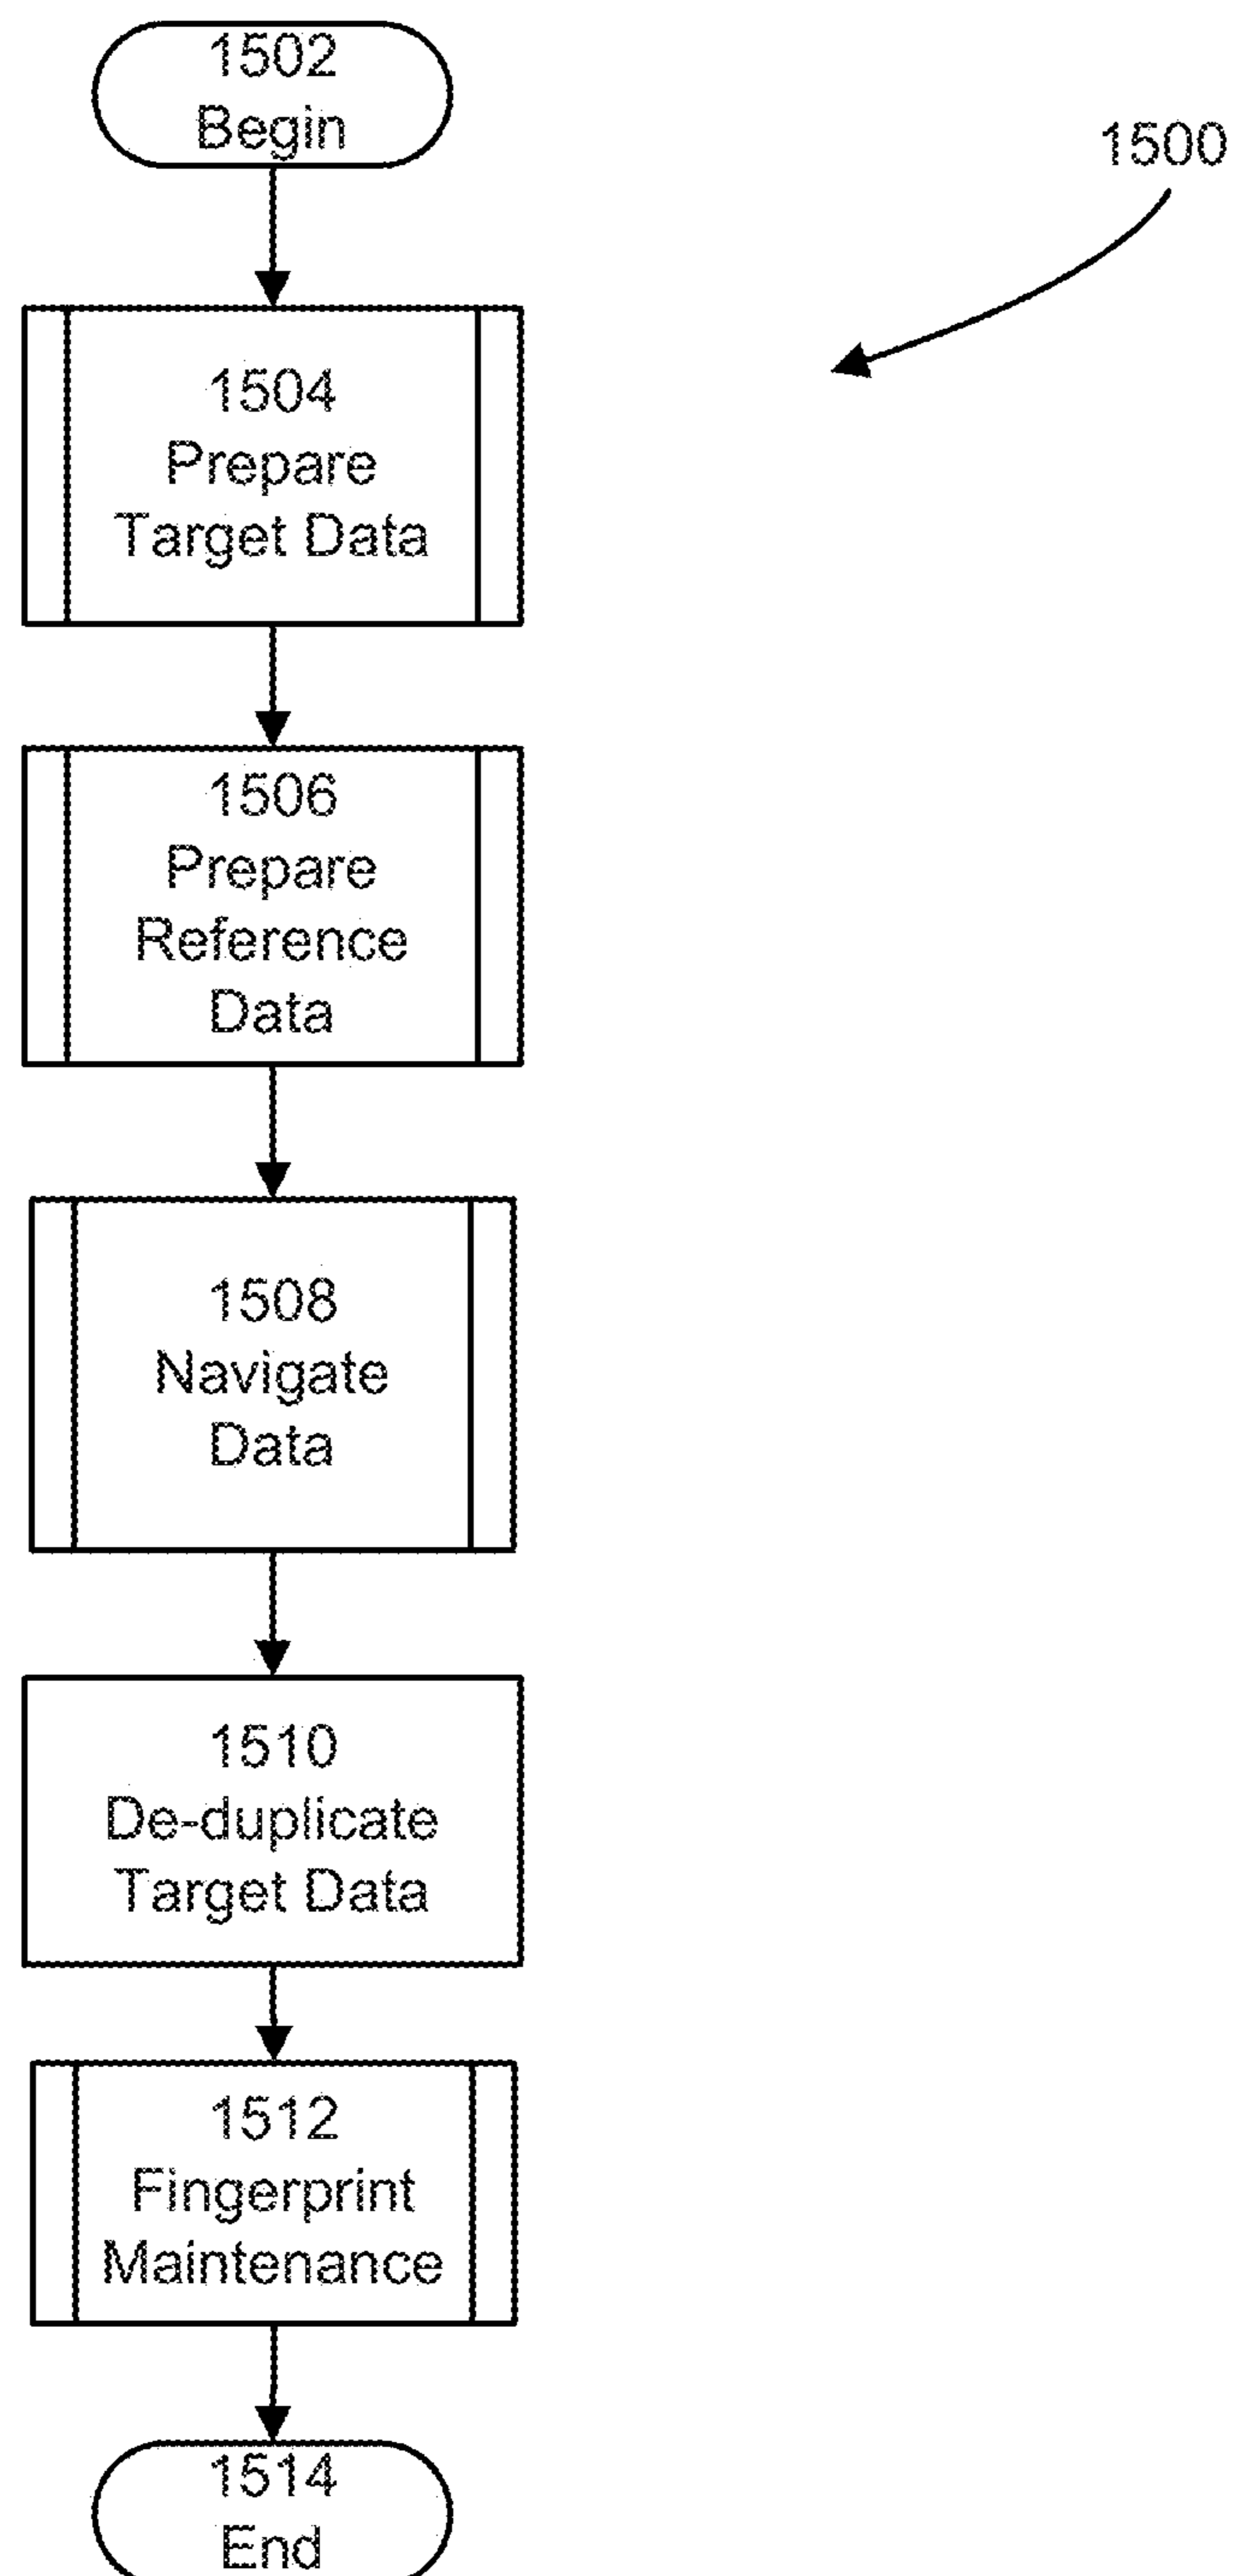 1502
Begin
1500
1504
Prepare
Target Data
1506
Prepare
Reference
Data
1508
Navigate
Data
1510
De-duplicate
Target Data
1512
Fingerprint
Maintenance
1514
End